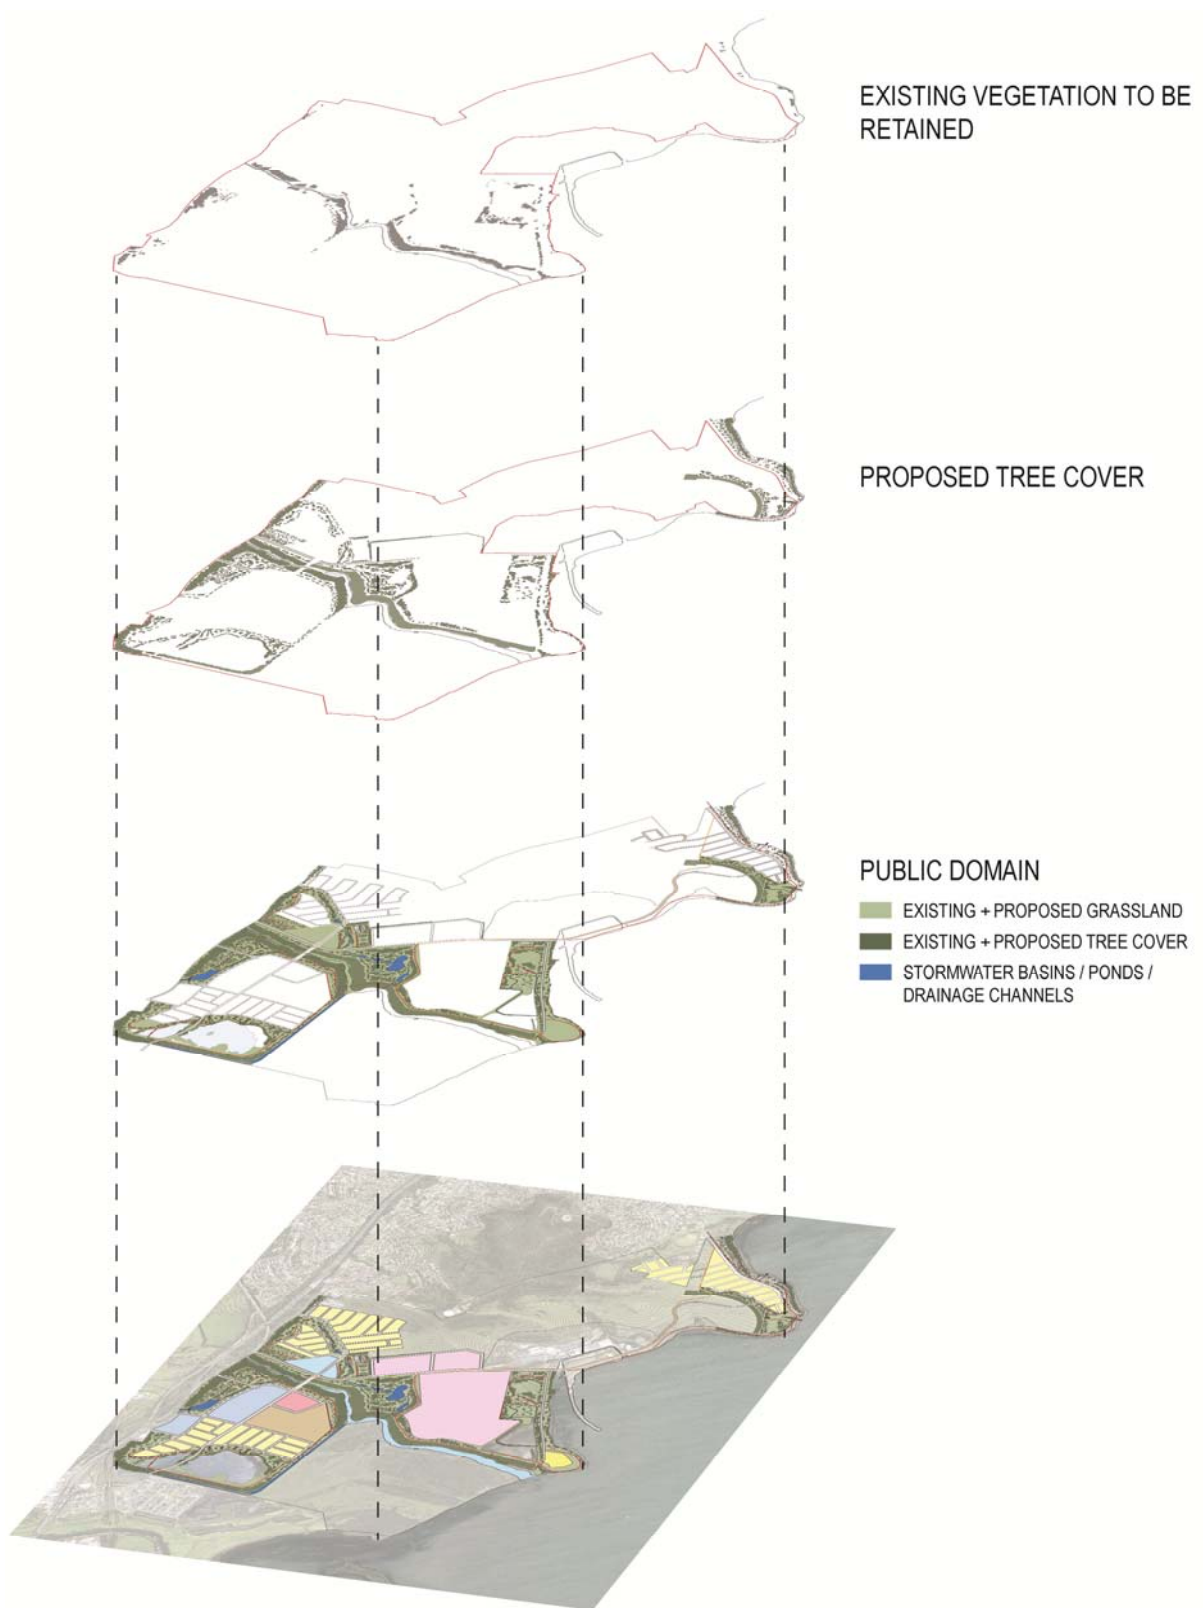 EXISTING VEGETATION TO BE
RETAINED
PROPOSED TREE COVER
PUBLIC DOMAIN
EXISTING + PROPOSED GRASSLAND
EXISTING + PROPOSED TREE COVER
STORMWATER BASINS / PONDS /
DRAINAGE CHANNELS